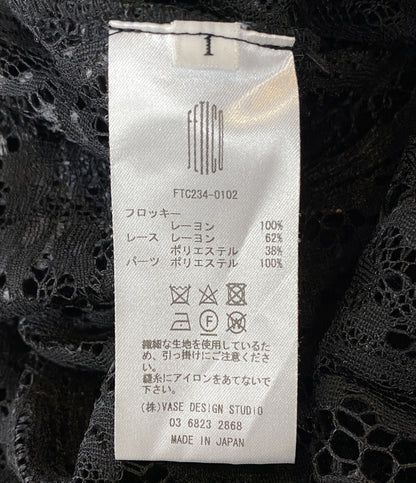 1
FETICO
FTC234-0102
フロッキー
レーヨン 100%
レース レーヨン 62%
ポリエステル 38%
パーツ ポリエステル 100%
繊細な生地を使用しているた
め、引っ掛けにご注意くださ
い。
縫糸にアイロンをあてないで
下さい。
(株)VASE DESIGN STUDIO
03 6823 2868
MADE IN JAPAN